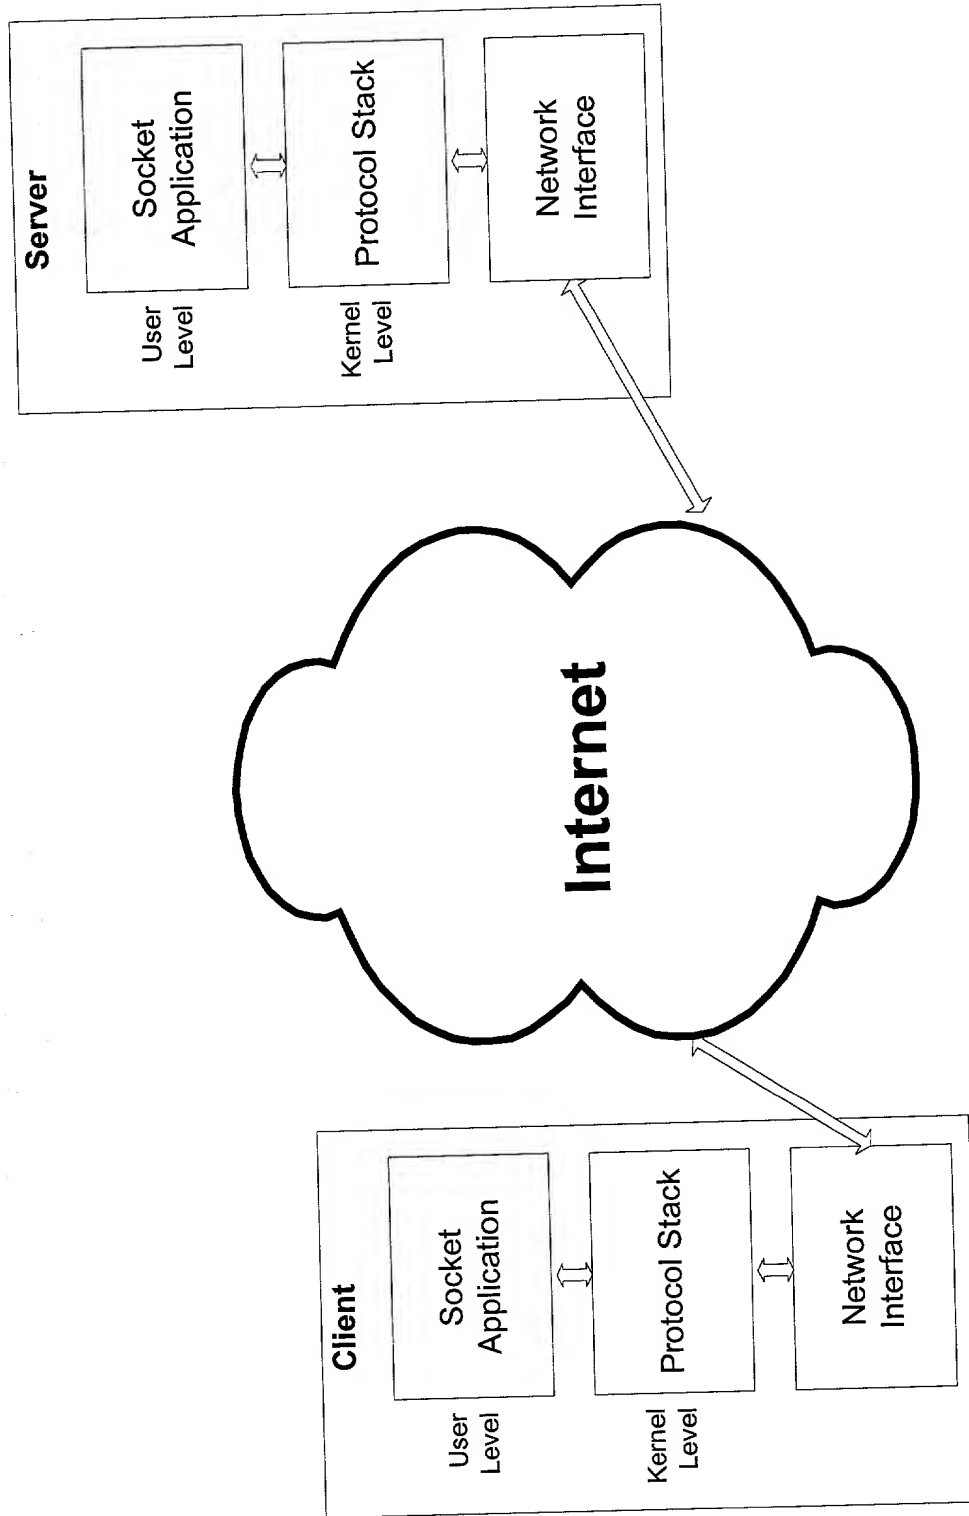 Client
User
Level
Socket
Application
Kernel
Level
Protocol Stack
Network
Interface
Internet
Server
User
Level
Socket
Application
Kernel
Level
Protocol Stack
Network
Interface